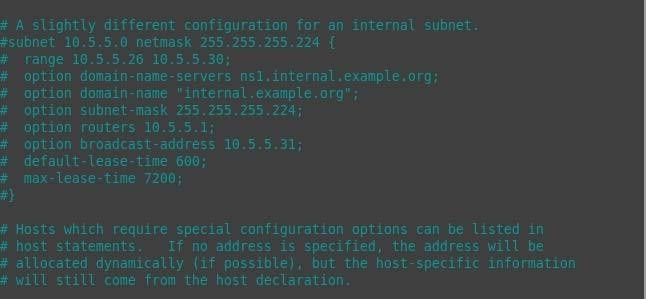 # A slightly different configuration for an internal subnet.
#subnet 10.5.5.0 netmask 255.255.255.224 {
#  range 10.5.5.26 10.5.5.30;
#  option domain-name-servers ns1.internal.example.org;
#  option domain-name "internal.example.org";
#  option subnet-mask 255.255.255.224;
#  option routers 10.5.5.1;
#  option broadcast-address 10.5.5.31;
#  default-lease-time 600;
#  max-lease-time 7200;
#}

# Hosts which require special configuration options can be listed in
# host statements.   If no address is specified, the address will be
# allocated dynamically (if possible), but the host-specific information
# will still come from the host declaration.